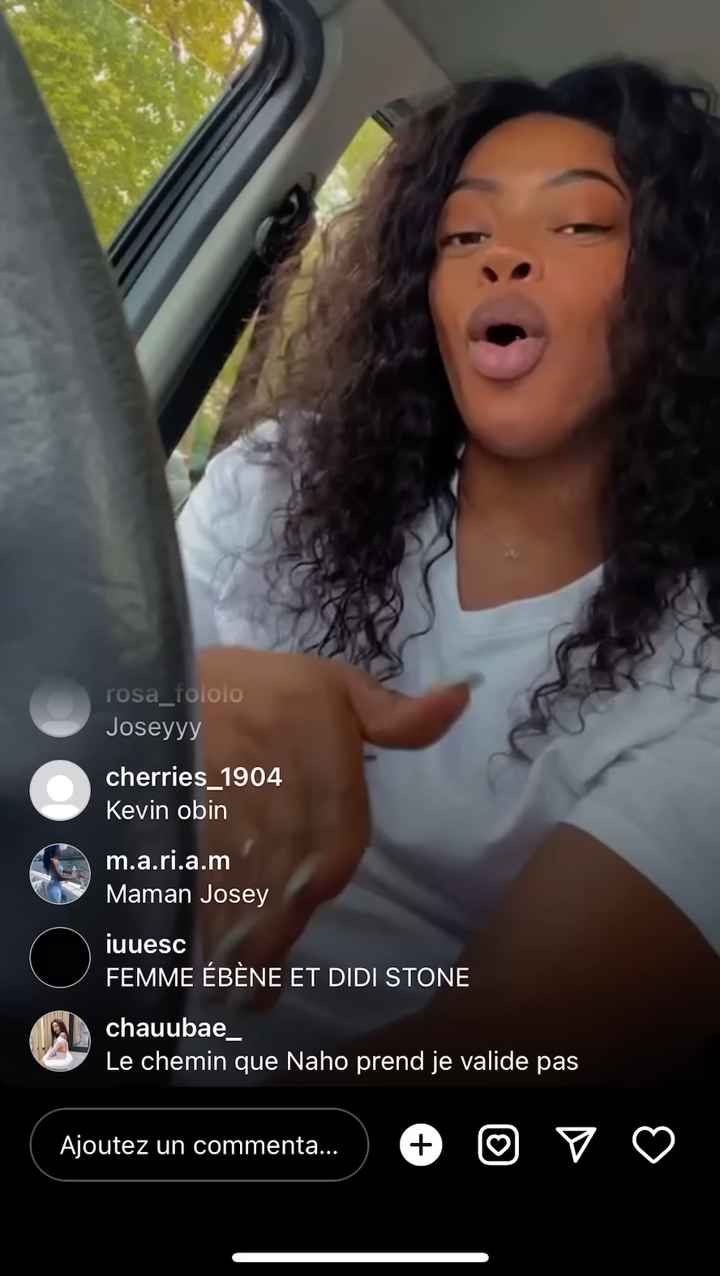 rosa_fololo
Joseyyy
cherries_1904
Kevin obin
m.a.ri.a.m
Maman Josey
iuuesc
FEMME ÉBÈNE ET DIDI STONE
chauubae_
Le chemin que Naho prend je valide pas
Ajoutez un commenta...